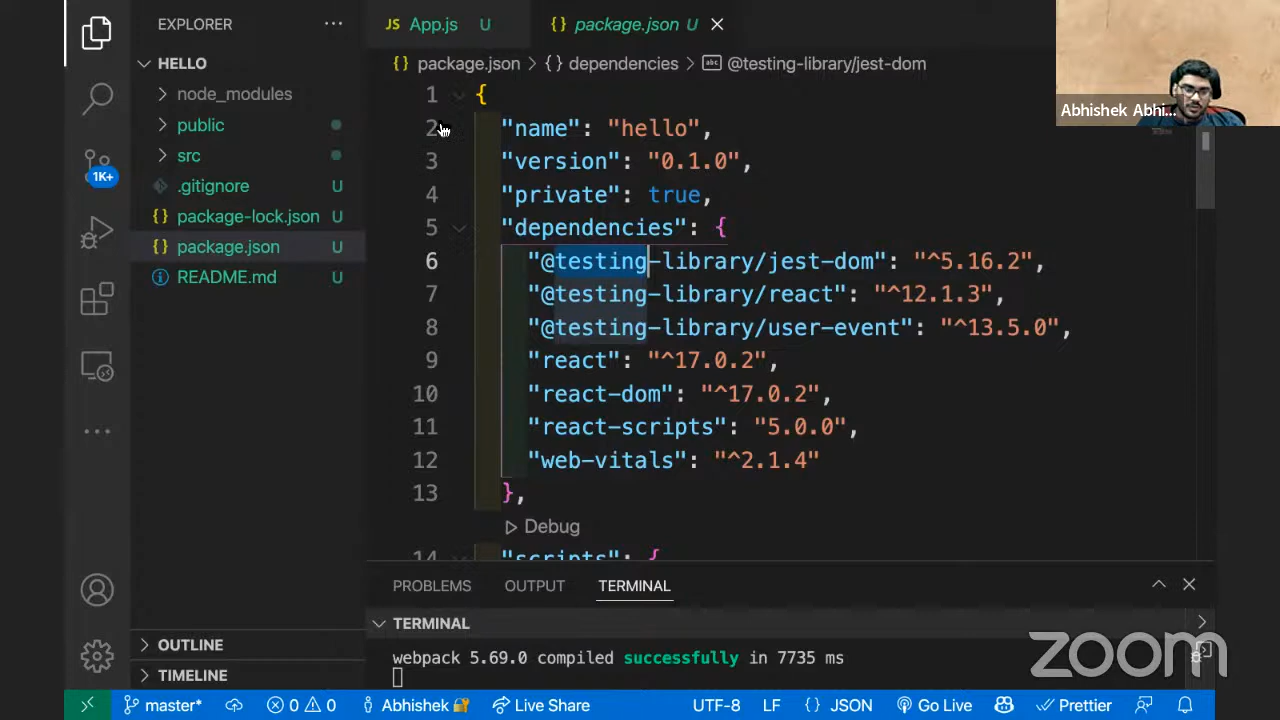 EXPLORER
HELLO
node_modules
public
src
.gitignore U
package-lock.json U
package.json U
README.md U
OUTLINE
TIMELINE
1K+
JS App.js U
{} package.json U
{} package.json > {} dependencies > abc @testing-library/jest-dom
1 {
2 "name": "hello",
3 "version": "0.1.0",
4 "private": true,
5 "dependencies": {
6 "@testing-library/jest-dom": "^5.16.2",
7 "@testing-library/react": "^12.1.3",
8 "@testing-library/user-event": "^13.5.0",
9 "react": "^17.0.2",
10 "react-dom": "^17.0.2",
11 "react-scripts": "5.0.0",
12 "web-vitals": "^2.1.4"
13 },
Debug
14 "scripts": {
Abhishek Abhi...
PROBLEMS OUTPUT TERMINAL
TERMINAL
webpack 5.69.0 compiled successfully in 7735 ms
zoom
master* 0 0 Abhishek Live Share UTF-8 LF {} JSON Go Live Prettier